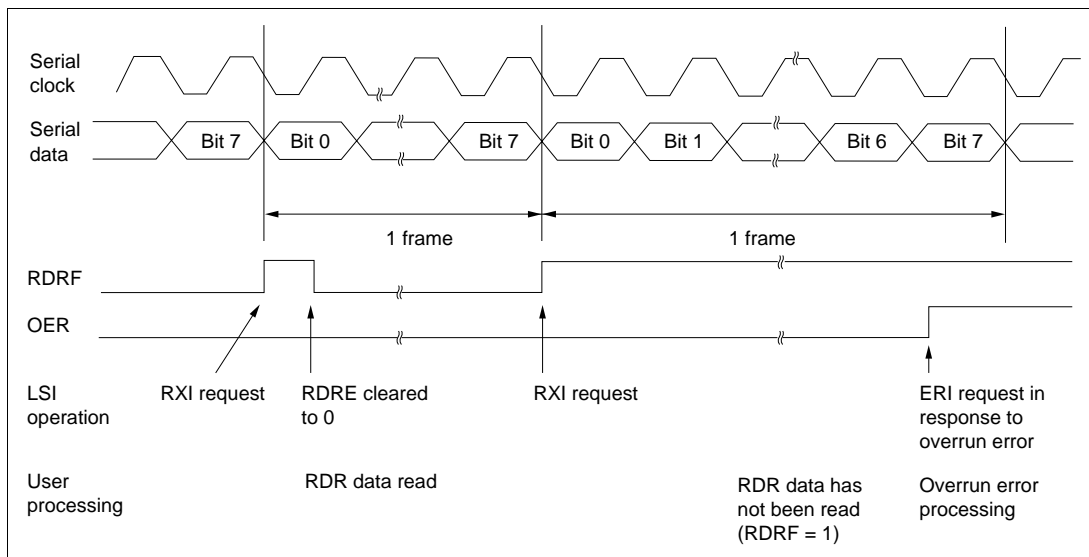 Serial
clock
Serial
data
Bit 7
Bit 0
Bit 7
Bit 0
Bit 1
Bit 6
Bit 7
1 frame
1 frame
RDRF
OER
LSI
operation
RXI request
RDRE cleared
to 0
RXI request
ERI request in
response to
overrun error
User
processing
RDR data read
RDR data has
not been read
(RDRF = 1)
Overrun error
processing